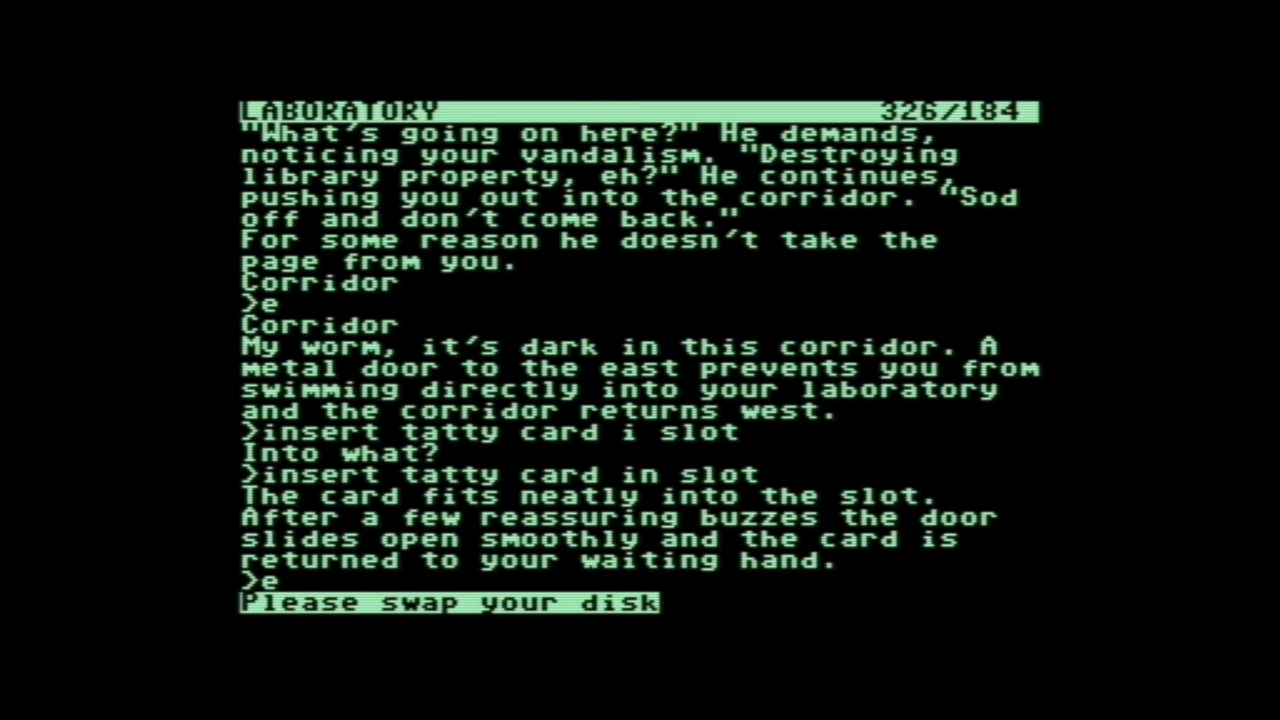 LABORATORY 326/184
"What's going on here?" He demands,
noticing your vandalism. "Destroying
library property, eh?" He continues,
pushing you out into the corridor. "Sod
off and don't come back."
For some reason he doesn't take the
page from you.
Corridor
>e
Corridor
My worm, it's dark in this corridor. A
metal door to the east prevents you from
swimming directly into your laboratory
and the corridor returns west.
>insert tatty card i slot
Into what?
>insert tatty card in slot
The card fits neatly into the slot.
After a few reassuring buzzes the door
slides open smoothly and the card is
returned to your waiting hand.
>e
Please swap your disk